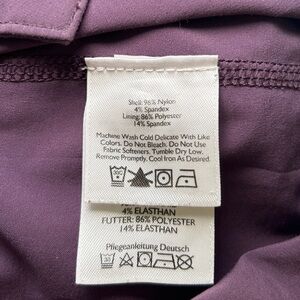 Shell: 96% Nylon
4% Spandex
Lining: 86% Polyester
14% Spandex
Machine Wash Cold Delicate With Like
Colors. Do Not Bleach. Do Not Use
Fabric Softeners. Tumble Dry Low.
Remove Promptly. Cool Iron As Desired.
30C
4% ELASTHAN
FUTTER: 86% POLYESTER
14% ELASTHAN
Pflegeanleitung Deutsch
30